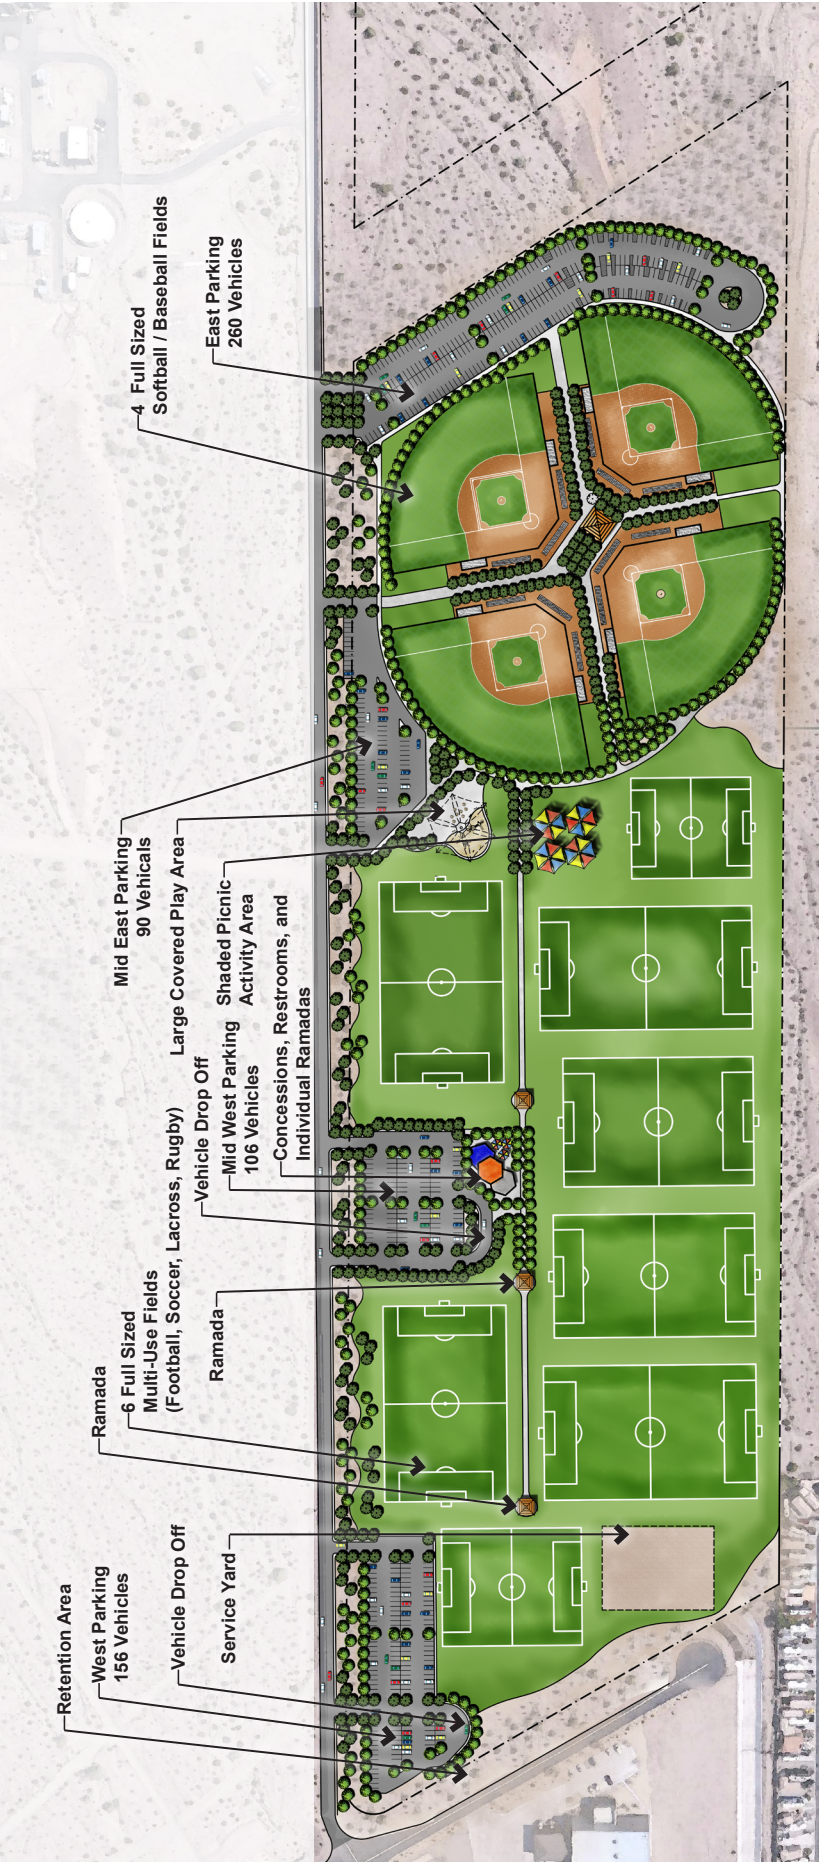 Retention Area
West Parking
156 Vehicles
Vehicle Drop Off
Service Yard
Ramada
6 Full Sized
Multi-Use Fields
(Football, Soccer, Lacross, Rugby)
Ramada
Vehicle Drop Off
Mid West Parking
106 Vehicles
Concessions, Restrooms, and
Individual Ramadas
Mid East Parking
90 Vehicals
Large Covered Play Area
Shaded Picnic
Activity Area
4 Full Sized
Softball / Baseball Fields
East Parking
260 Vehicles